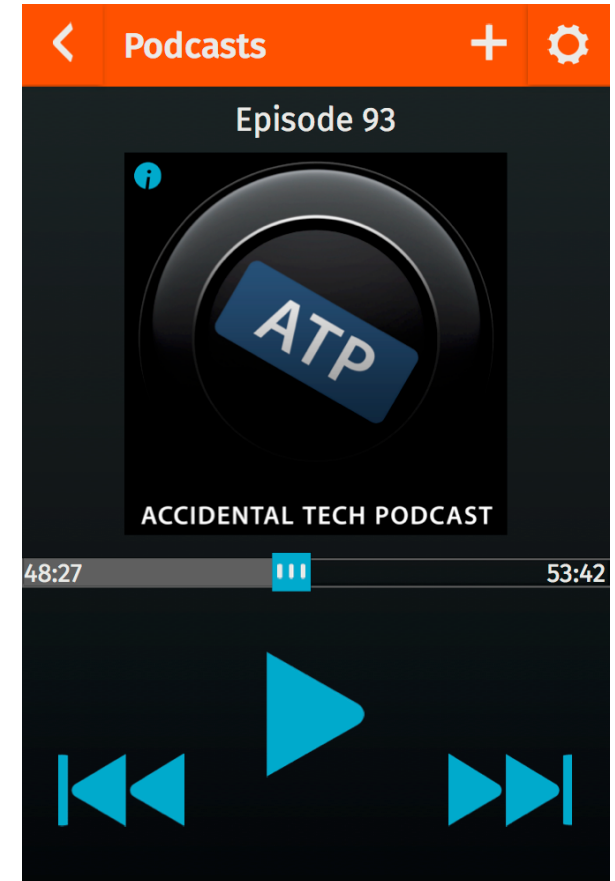 Podcasts
Episode 93
ATP
ACCIDENTAL TECH PODCAST
48:27
53:42